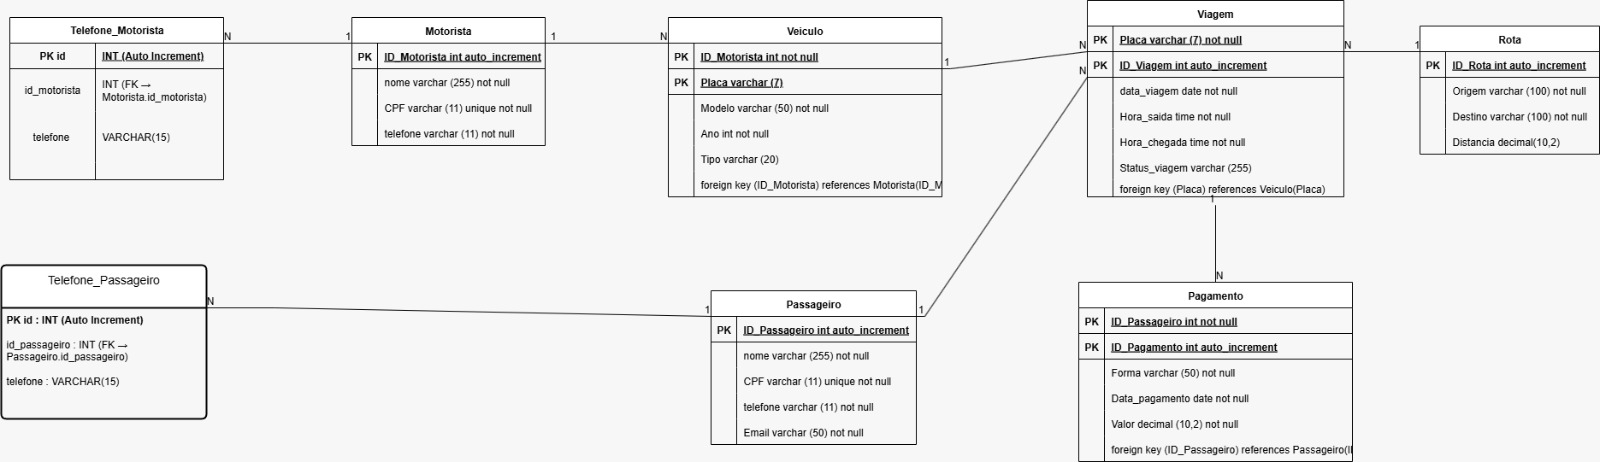 Telefone_Motorista
PK id INT (Auto Increment)
id_motorista INT (FK →
Motorista.id_motorista)
telefone VARCHAR(15)
N
1
Motorista
PK ID_Motorista int auto_increment
nome varchar (255) not null
CPF varchar (11) unique not null
telefone varchar (11) not null
1
N
Veiculo
PK ID_Motorista int not null
PK Placa varchar (7)
Modelo varchar (50) not null
Ano int not null
Tipo varchar (20)
foreign key (ID_Motorista) references Motorista(ID_M
1
N
N
Viagem
PK Placa varchar (7) not null
PK ID_Viagem int auto_increment
data_viagem date not null
Hora_saida time not null
Hora_chegada time not null
Status_viagem varchar (255)
foreign key (Placa) references Veiculo(Placa)
N
1
Rota
PK ID_Rota int auto_increment
Origem varchar (100) not null
Destino varchar (100) not null
Distancia decimal(10,2)
1
N
Telefone_Passageiro
PK id : INT (Auto Increment)
id_passageiro : INT (FK →
Passageiro.id_passageiro)
telefone : VARCHAR(15)
N
1
Passageiro
PK ID_Passageiro int auto_increment
nome varchar (255) not null
CPF varchar (11) unique not null
telefone varchar (11) not null
Email varchar (50) not null
1
Pagamento
PK ID_Passageiro int not null
PK ID_Pagamento int auto_increment
Forma varchar (50) not null
Data_pagamento date not null
Valor decimal (10,2) not null
foreign key (ID_Passageiro) references Passageiro(I